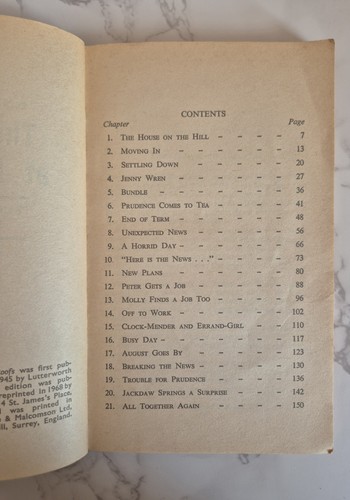 CONTENTS
Chapter Page
1. The House on the Hill – – – – 7
2. Moving In – – – – – 13
3. Settling Down – – – – 20
4. Jenny Wren – – – – – 27
5. Bundle – – – – – 36
6. Prudence Comes to Tea – – – – 41
7. End of Term – – – – – 48
8. Unexpected News – – – – 56
9. A Horrid Day – – – – – 66
10. "Here is the News . . ." – – – 73
11. New Plans – – – – – 80
12. Peter Gets a Job – – – – 88
13. Molly Finds a Job Too – – – – 96
14. Off to Work – – – – – 102
15. Clock-Mender and Errand-Girl – – – 110
16. Busy Day – – – – – 117
17. August Goes By – – – – 123
18. Breaking the News – – – – 130
19. Trouble for Prudence – – – – 136
20. Jackdaw Springs a Surprise – – – 142
21. All Together Again – – – – 150
oofs was first pub-
1945 by Lutterworth
edition was pub-
reprinted in 1968 by
4 St. James's Place,
was printed in
& Malcomson Ltd,
ll, Surrey, England.